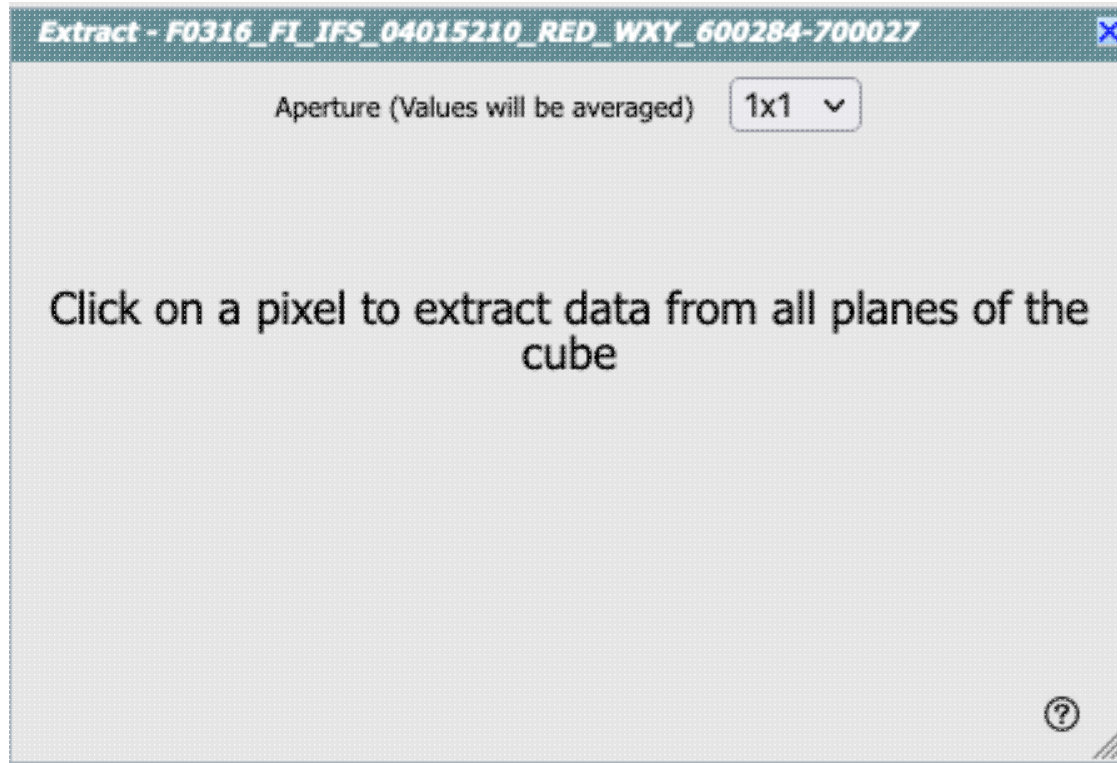 Extract - F0316_FI_IFS_04015210_RED_WXY_600284-700027
Aperture (Values will be averaged) 1x1
Click on a pixel to extract data from all planes of the
cube